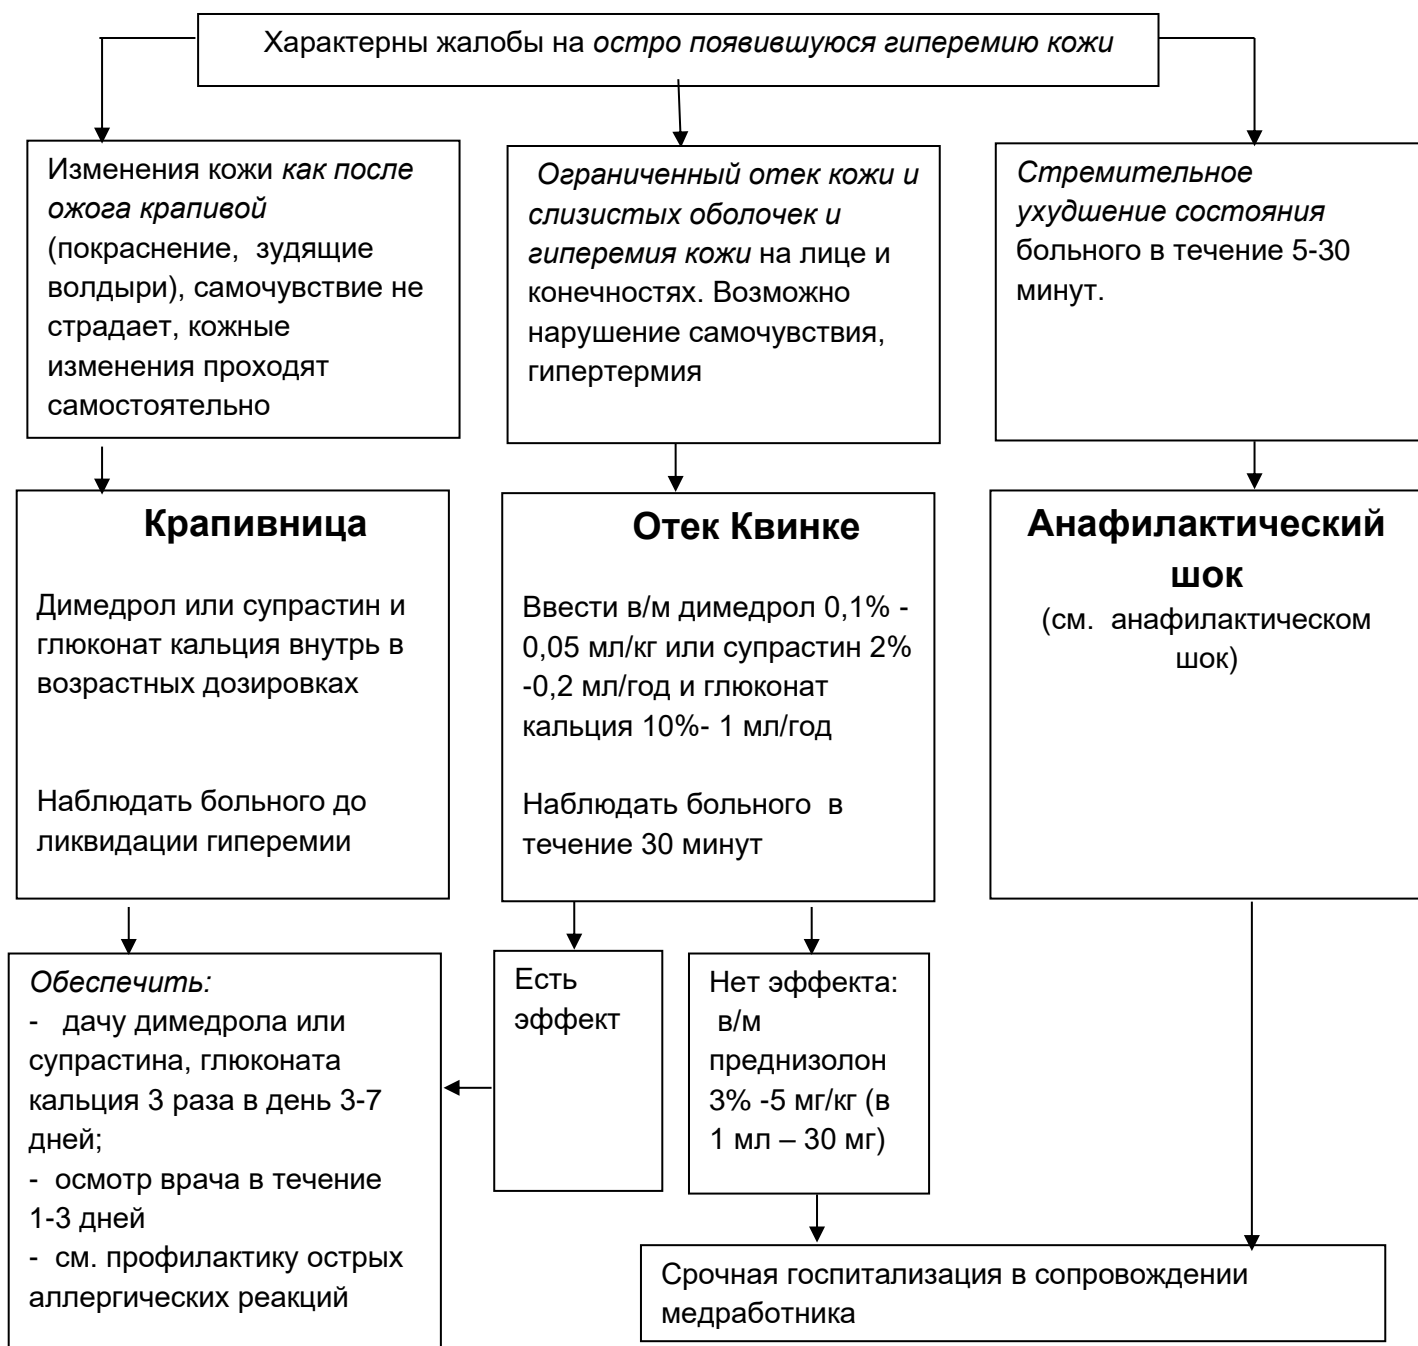 Характерны жалобы на остро появившуюся гиперемию кожи
Изменения кожи как после
ожога крапивой
(покраснение, зудящие
волдыри), самочувствие не
страдает, кожные
изменения проходят
самостоятельно
Ограниченный отек кожи и
слизистых оболочек и
гиперемия кожи на лице и
конечностях. Возможно
нарушение самочувствия,
гипертермия
Стремительное
ухудшение состояния
больного в течение 5-30
минут.
Крапивница
Димедрол или супрастин и
глюконат кальция внутрь в
возрастных дозировках
Наблюдать больного до
ликвидации гиперемии
Отек Квинке
Ввести в/м димедрол 0,1% -
0,05 мл/кг или супрастин 2%
-0,2 мл/год и глюконат
кальция 10%- 1 мл/год
Наблюдать больного в
течение 30 минут
Анафилактический
шок
(см. анафилактическом
шок)
Обеспечить:
- дачу димедрола или
супрастина, глюконата
кальция 3 раза в день 3-7
дней;
- осмотр врача в течение
1-3 дней
- см. профилактику острых
аллергических реакций
Есть
эффект
Нет эффекта:
в/м
преднизолон
3% -5 мг/кг (в
1 мл – 30 мг)
Срочная госпитализация в сопровождении
медработника